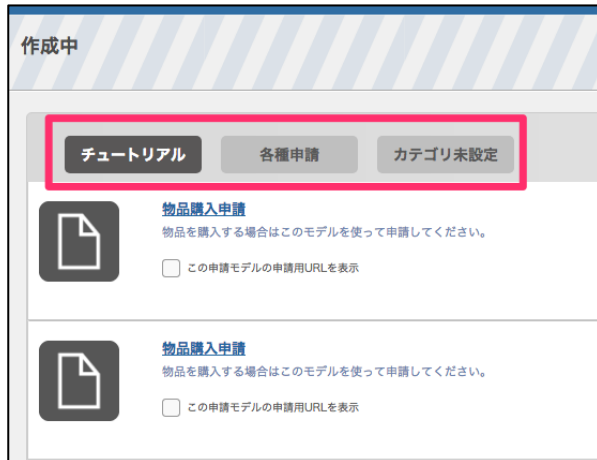 作成中
チュートリアル
各種申請
カテゴリ未設定
物品購入申請
物品を購入する場合はこのモデルを使って申請してください。
この申請モデルの申請用URLを表示
物品購入申請
物品を購入する場合はこのモデルを使って申請してください。
この申請モデルの申請用URLを表示